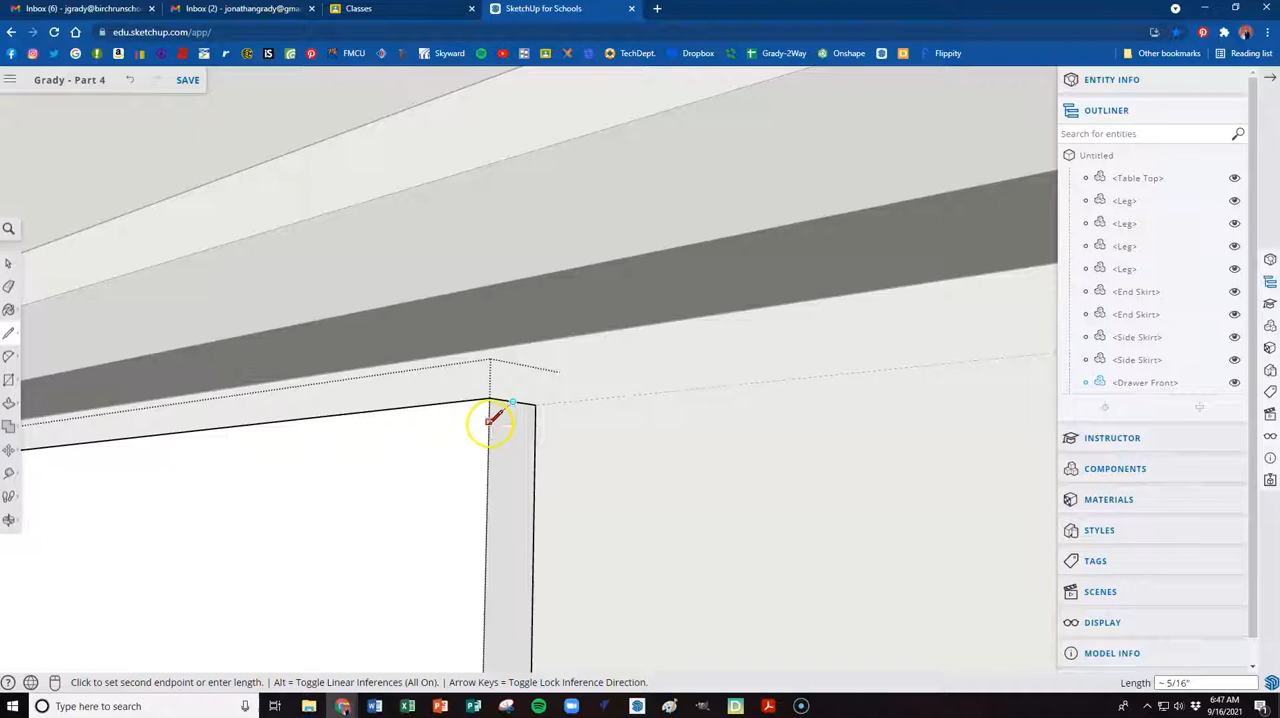 Inbox (6) - jgrady@birchrunscho
Inbox (2) - jonathangrady@gma
Classes
SketchUp for Schools
edu.sketchup.com/app/
FMCU
Skyward
TechDept.
Dropbox
Grady-2Way
Onshape
Flippity
Other bookmarks
Reading list
Grady - Part 4
SAVE
ENTITY INFO
OUTLINER
Search for entities
Untitled
<Table Top>
<Leg>
<Leg>
<Leg>
<Leg>
<End Skirt>
<End Skirt>
<Side Skirt>
<Side Skirt>
<Drawer Front>
INSTRUCTOR
COMPONENTS
MATERIALS
STYLES
TAGS
SCENES
DISPLAY
MODEL INFO
Click to set second endpoint or enter length. | Alt = Toggle Linear Inferences (All On). | Arrow Keys = Toggle Lock Inference Direction.
Length ~ 5/16"
Type here to search
6:47 AM
9/16/2021